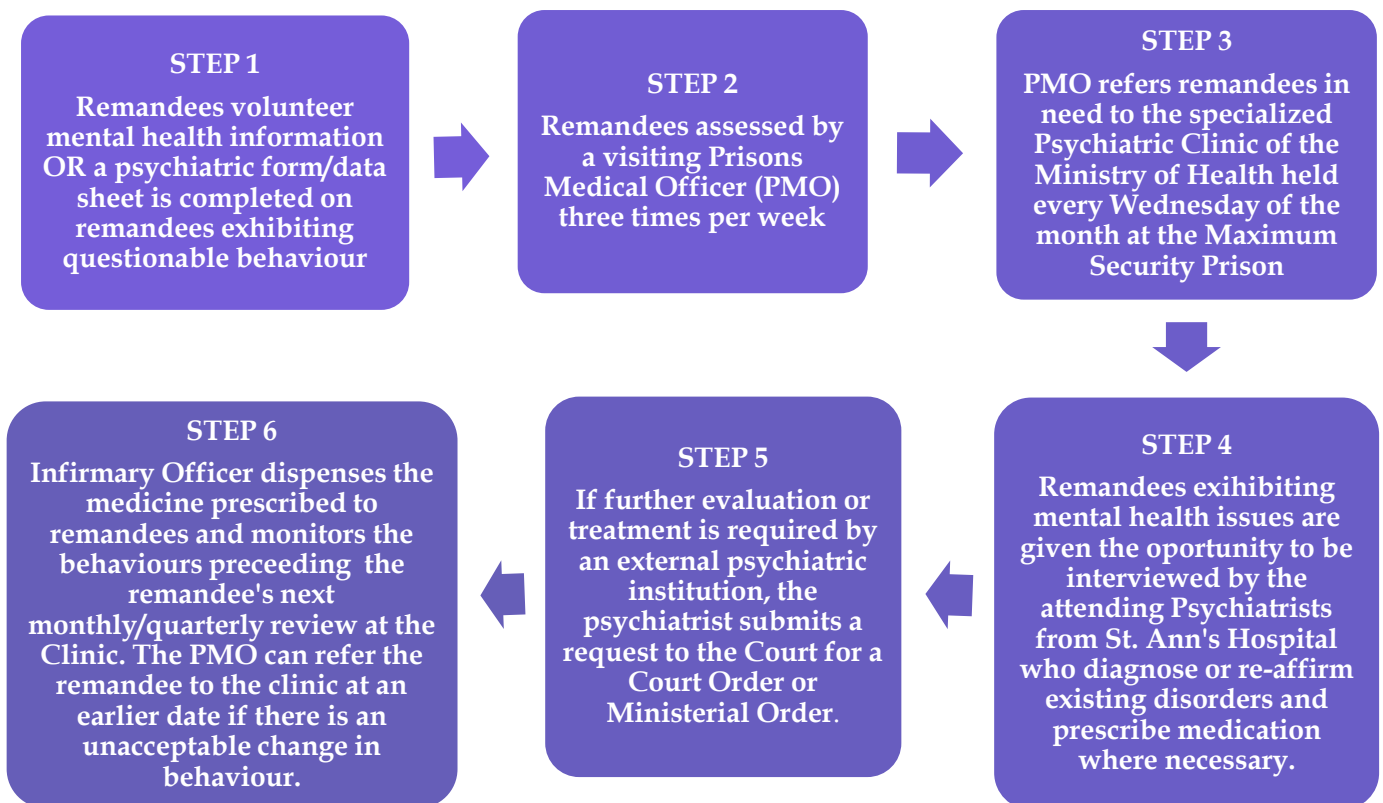 STEP 1
Remandees volunteer
mental health information
OR a psychiatric form/data
sheet is completed on
remandees exhibiting
questionable behaviour
STEP 2
Remandees assessed by
a visiting Prisons
Medical Officer (PMO)
three times per week
STEP 3
PMO refers remandees in
need to the specialized
Psychiatric Clinic of the
Ministry of Health held
every Wednesday of the
month at the Maximum
Security Prison
STEP 4
Remandees exihibiting
mental health issues are
given the oportunity to be
interviewed by the
attending Psychiatrists
from St. Ann's Hospital
who diagnose or re-affirm
existing disorders and
prescribe medication
where necessary.
STEP 5
If further evaluation or
treatment is required by
an external psychiatric
institution, the
psychiatrist submits a
request to the Court for a
Court Order or
Ministerial Order.
STEP 6
Infirmary Officer dispenses the
medicine prescribed to
remandees and monitors the
behaviours preceeding the
remandee's next
monthly/quarterly review at the
Clinic. The PMO can refer the
remandee to the clinic at an
earlier date if there is an
unacceptable change in
behaviour.